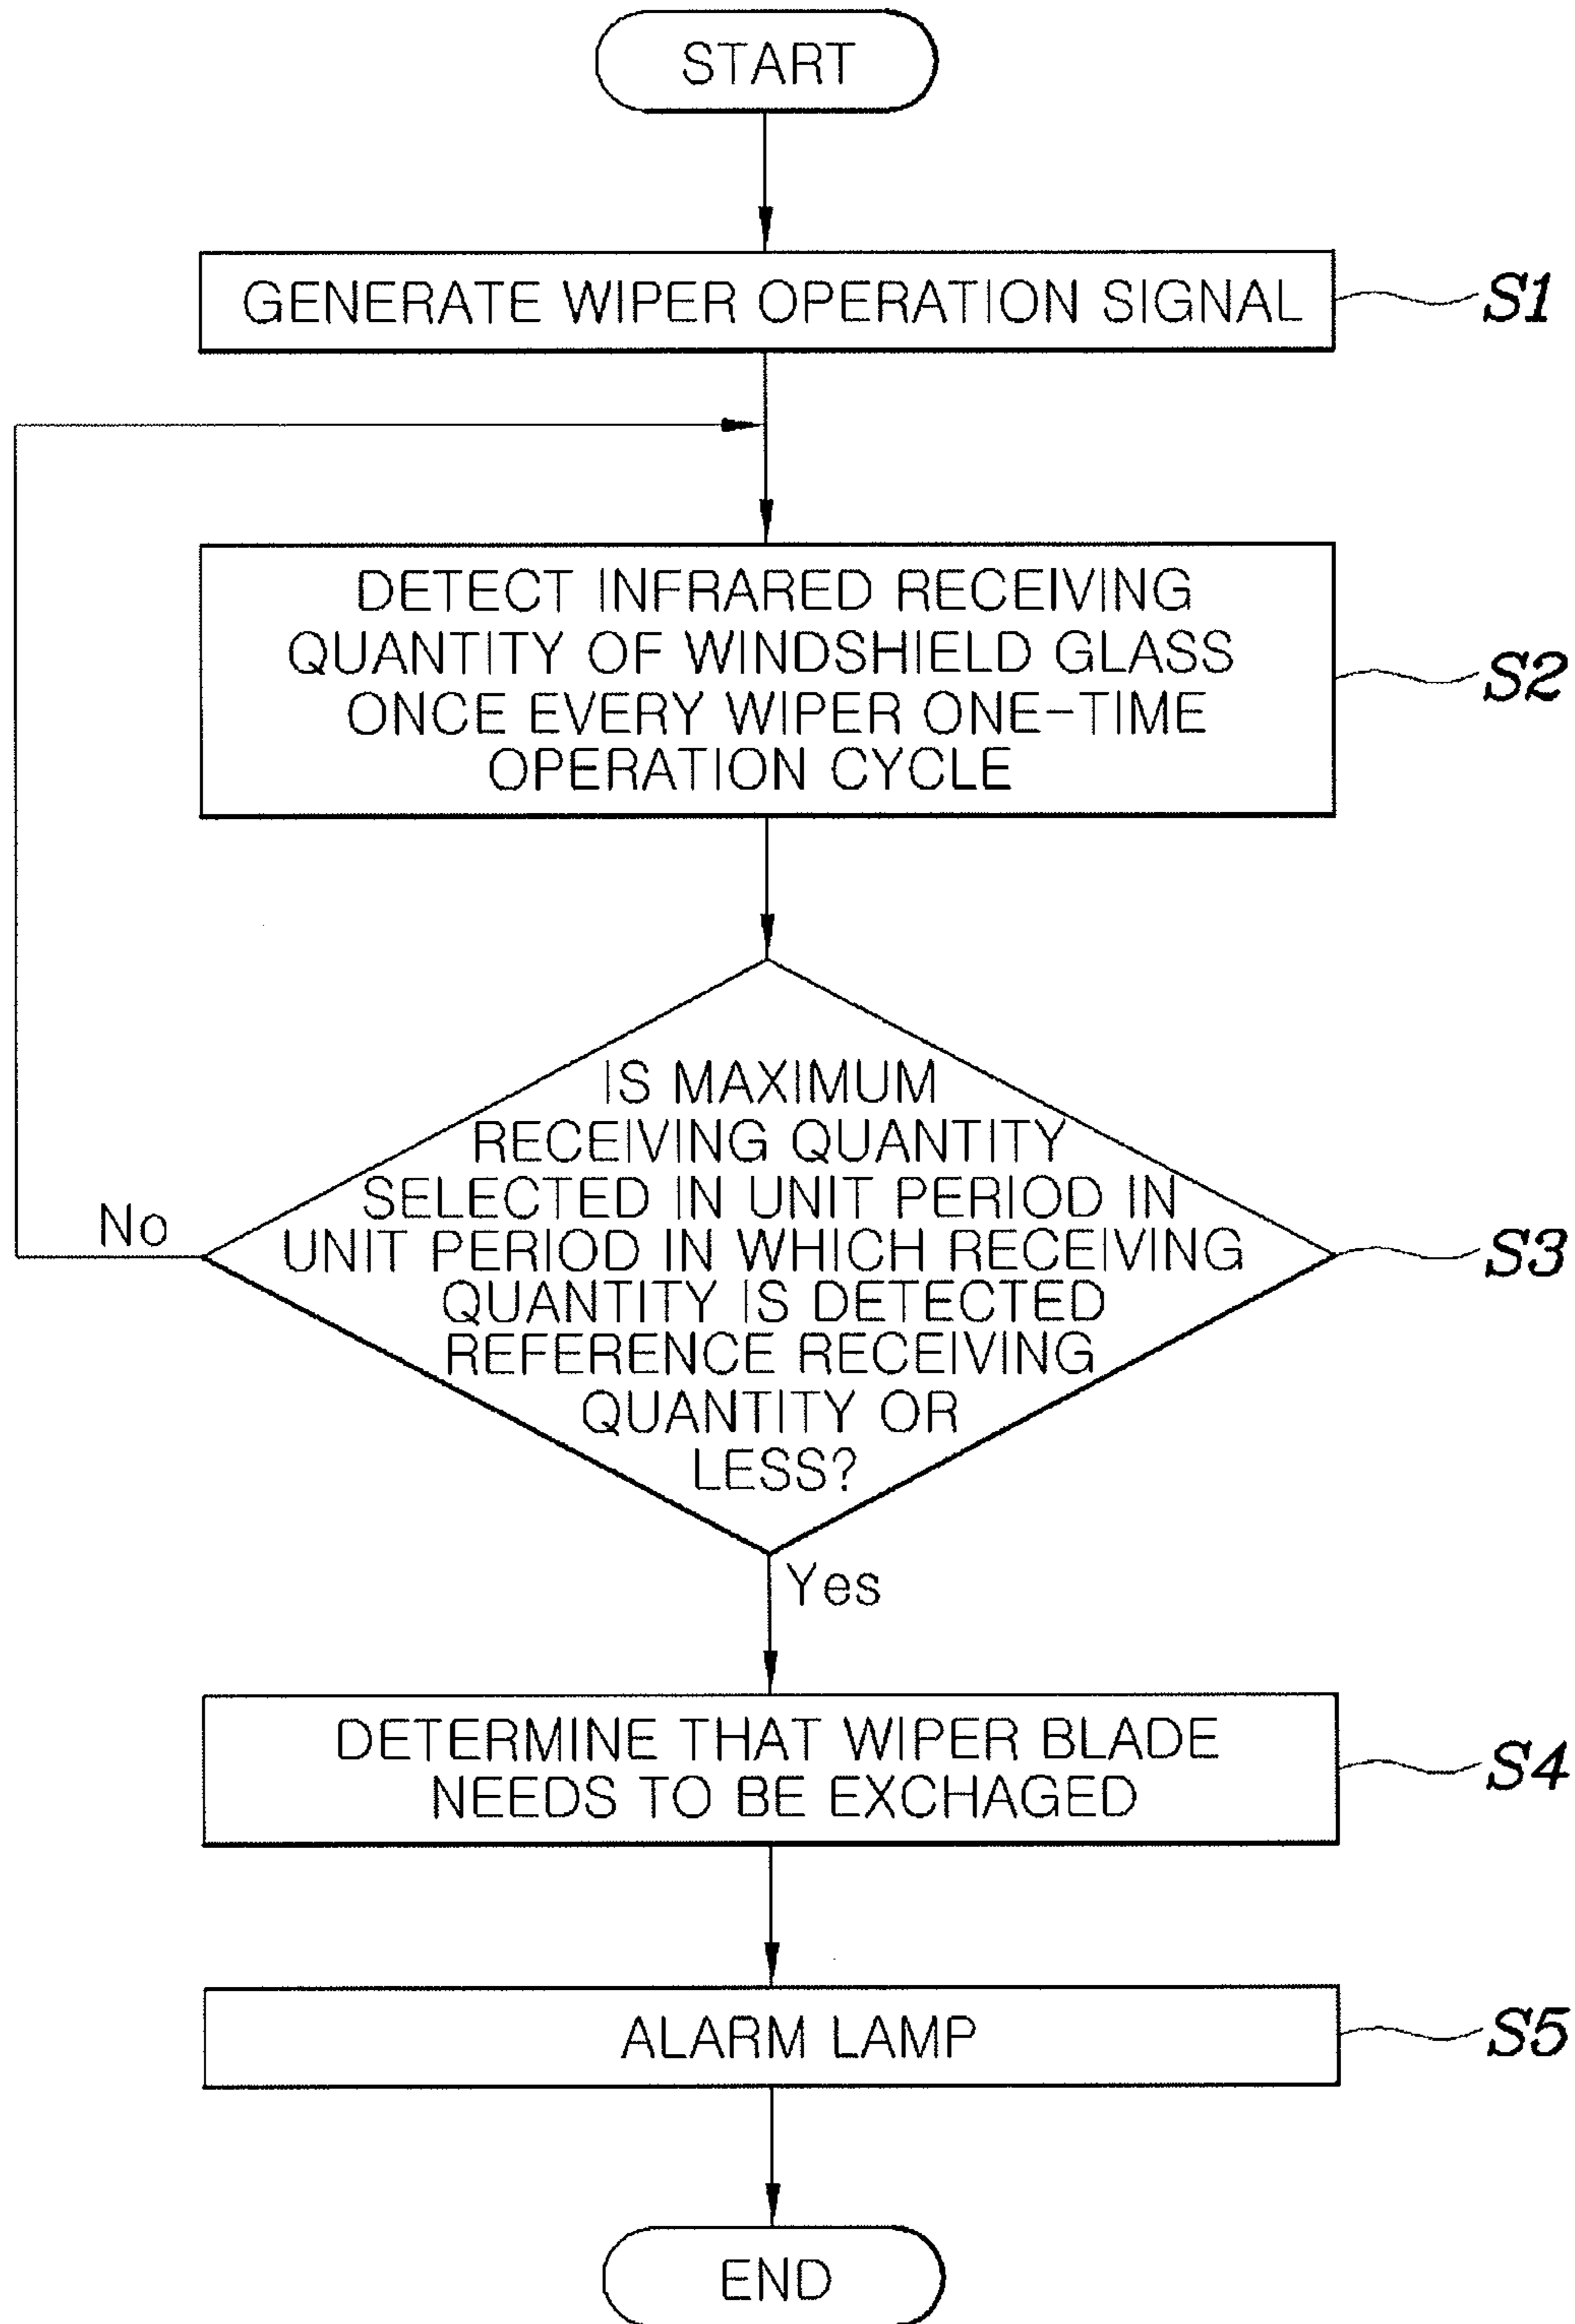 START
GENERATE WIPER OPERATION SIGNAL
S1
DETECT INFRARED RECEIVING
QUANTITY OF WINDSHIELD GLASS
ONCE EVERY WIPER ONE-TIME
OPERATION CYCLE
S2
IS MAXIMUM
RECEIVING QUANTITY
SELECTED IN UNIT PERIOD IN
UNIT PERIOD IN WHICH RECEIVING
QUANTITY IS DETECTED
REFERENCE RECEIVING
QUANTITY OR
LESS?
S3
No
Yes
DETERMINE THAT WIPER BLADE
NEEDS TO BE EXCHAGED
S4
ALARM LAMP
S5
END